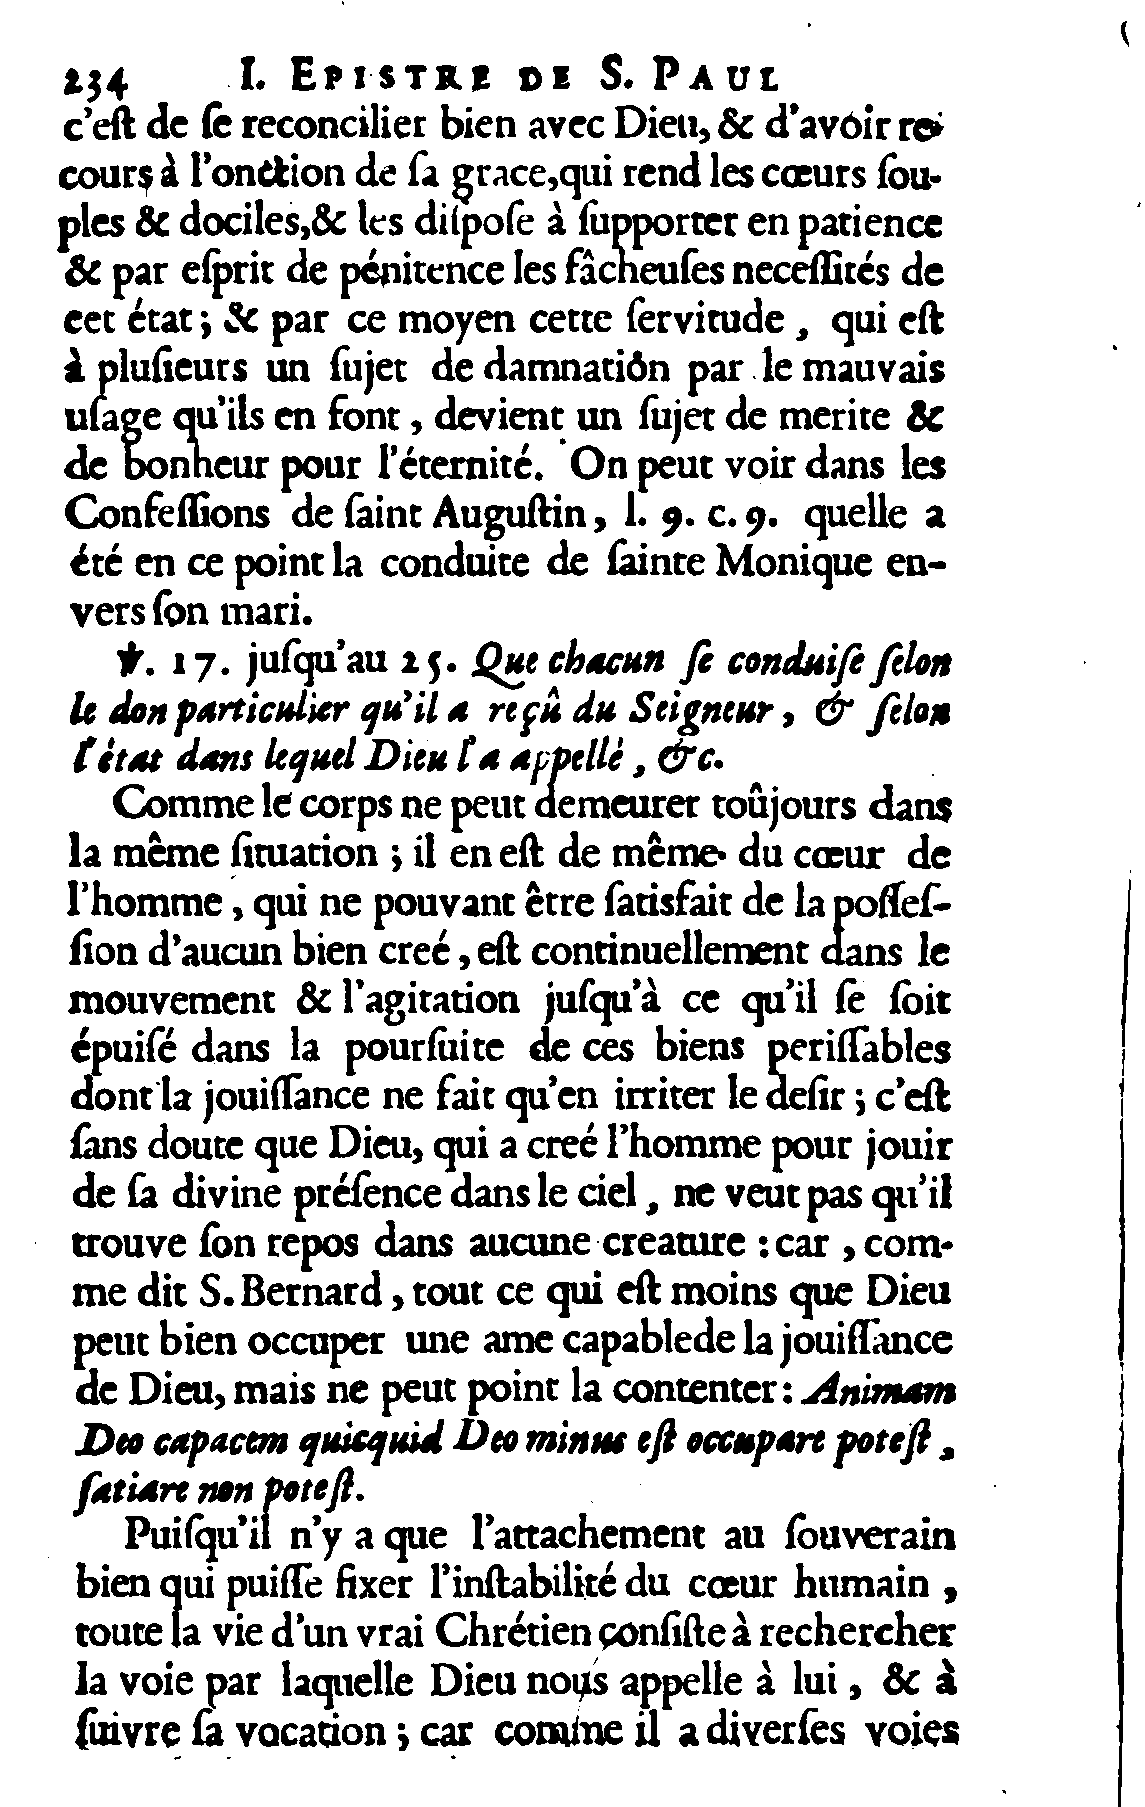 234 I. EPISTRE DE S. PAUL
c'eſt de ſe reconcilier bien avec Dieu, & d'avoir re-
cours à l'onction de ſa grace, qui rend les cœurs ſou-
ples & dociles, & les diſpoſe à ſupporter en patience
& par eſprit de pénitence les fâcheuſes neceſſités de
cet état ; & par ce moyen cette ſervitude , qui eſt
à pluſieurs un ſujet de damnation par le mauvais
uſage qu'ils en font , devient un ſujet de merite &
de bonheur pour l'éternité. On peut voir dans les
Confeſſions de ſaint Auguſtin, l. 9. c. 9. quelle a
été en ce point la conduite de ſainte Monique en-
vers ſon mari.
℣. 17. juſqu'au 25. Que chacun ſe conduiſe ſelon
le don particulier qu'il a reçû du Seigneur , & ſelon
l'état dans lequel Dieu l'a appellé , &c.
Comme le corps ne peut demeurer toûjours dans
la même ſituation ; il en eſt de même du cœur de
l'homme , qui ne pouvant être ſatisfait de la poſſeſ-
ſion d'aucun bien creé , eſt continuellement dans le
mouvement & l'agitation juſqu'à ce qu'il ſe ſoit
épuiſé dans la pourſuite de ces biens periſſables
dont la jouiſſance ne fait qu'en irriter le deſir ; c'eſt
ſans doute que Dieu, qui a creé l'homme pour jouir
de ſa divine préſence dans le ciel , ne veut pas qu'il
trouve ſon repos dans aucune creature : car , com-
me dit S. Bernard , tout ce qui eſt moins que Dieu
peut bien occuper une ame capable de la jouiſſance
de Dieu, mais ne peut point la contenter : Animam
Deo capacem quicquid Deo minus eſt occupare poteſt ,
ſatiare non poteſt.
Puiſqu'il n'y a que l'attachement au ſouverain
bien qui puiſſe fixer l'inſtabilité du cœur humain ,
toute la vie d'un vrai Chrétien conſiſte à rechercher
la voie par laquelle Dieu nous appelle à lui , & à
ſuivre ſa vocation ; car comme il a diverſes voies